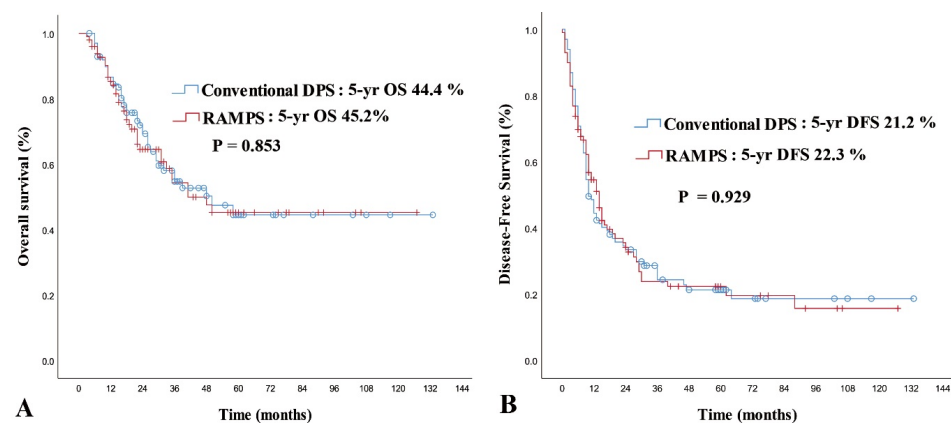 Overall survival (%)
1.0
0.8
0.6
0.4
0.2
0.0
Conventional DPS : 5-yr OS 44.4 %
RAMPS : 5-yr OS 45.2%
P = 0.853
0 12 24 36 48 60 72 84 96 108 120 132 144
Time (months)
A
Disease-Free Survival (%)
1.0
0.8
0.6
0.4
0.2
0.0
Conventional DPS : 5-yr DFS 21.2 %
RAMPS : 5-yr DFS 22.3 %
P = 0.929
0 12 24 36 48 60 72 84 96 108 120 132 144
Time (months)
B